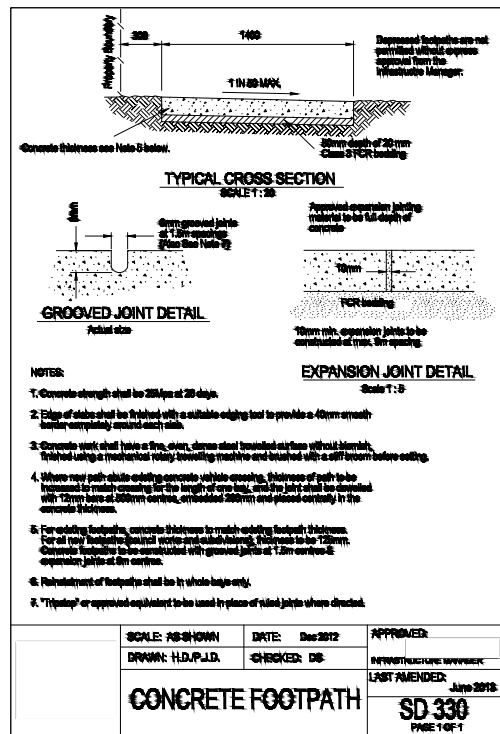 Property Boundary
300
1400
Depressed footpaths are not
permitted without express
approval from the
Infrastructure Manager.
1 IN 50 MAX.
Concrete thickness see Note 5 below.
50mm depth of 20 mm
Class 3 FCR bedding
TYPICAL CROSS SECTION
SCALE 1 : 20
6mm grooved joints
at 1.5m spacings
(Also See Note 7)
Approved expansion jointing
material to be full depth of
concrete
10mm
FCR bedding
GROOVED JOINT DETAIL
Actual size
10mm min. expansion joints to be
constructed at max. 9m spacing.
EXPANSION JOINT DETAIL
Scale 1 : 5
NOTES:
1. Concrete strength shall be 25Mpa at 28 days.
2. Edge of slabs shall be finished with a suitable edging tool to provide a 40mm smooth
border completely around each slab.
3. Concrete work shall have a fine, even, dense steel trowelled surface without blemish,
finished using a mechanical rotary trowelling machine and brushed with a stiff broom before setting.
4. Where new path abuts existing concrete vehicle crossing, thickness of path to be
increased to match crossing for the length of one bay, and the joint shall be dowelled
with 12mm bars at centres, embedded and placed centrally in the
concrete thickness.
5. For existing footpaths, concrete thickness to match existing footpath thickness.
For all new footpaths (council works and subdivisions), thickness to be 125mm.
Concrete footpaths to be constructed with grooved joints at 1.5m centres &
expansion joints at 9m centres.
6. Reinstatement of footpaths shall be in whole bays only.
7. "Tripstop" or approved equivalent to be used in place of ruled joints where directed.
SCALE: AS SHOWN
DATE: Dec 2012
APPROVED:
DRAWN: H.D./P.J.D.
CHECKED: DS
INFRASTRUCTURE MANAGER
LAST AMENDED:
June 2018
CONCRETE FOOTPATH
SD 330
PAGE 1 OF 1